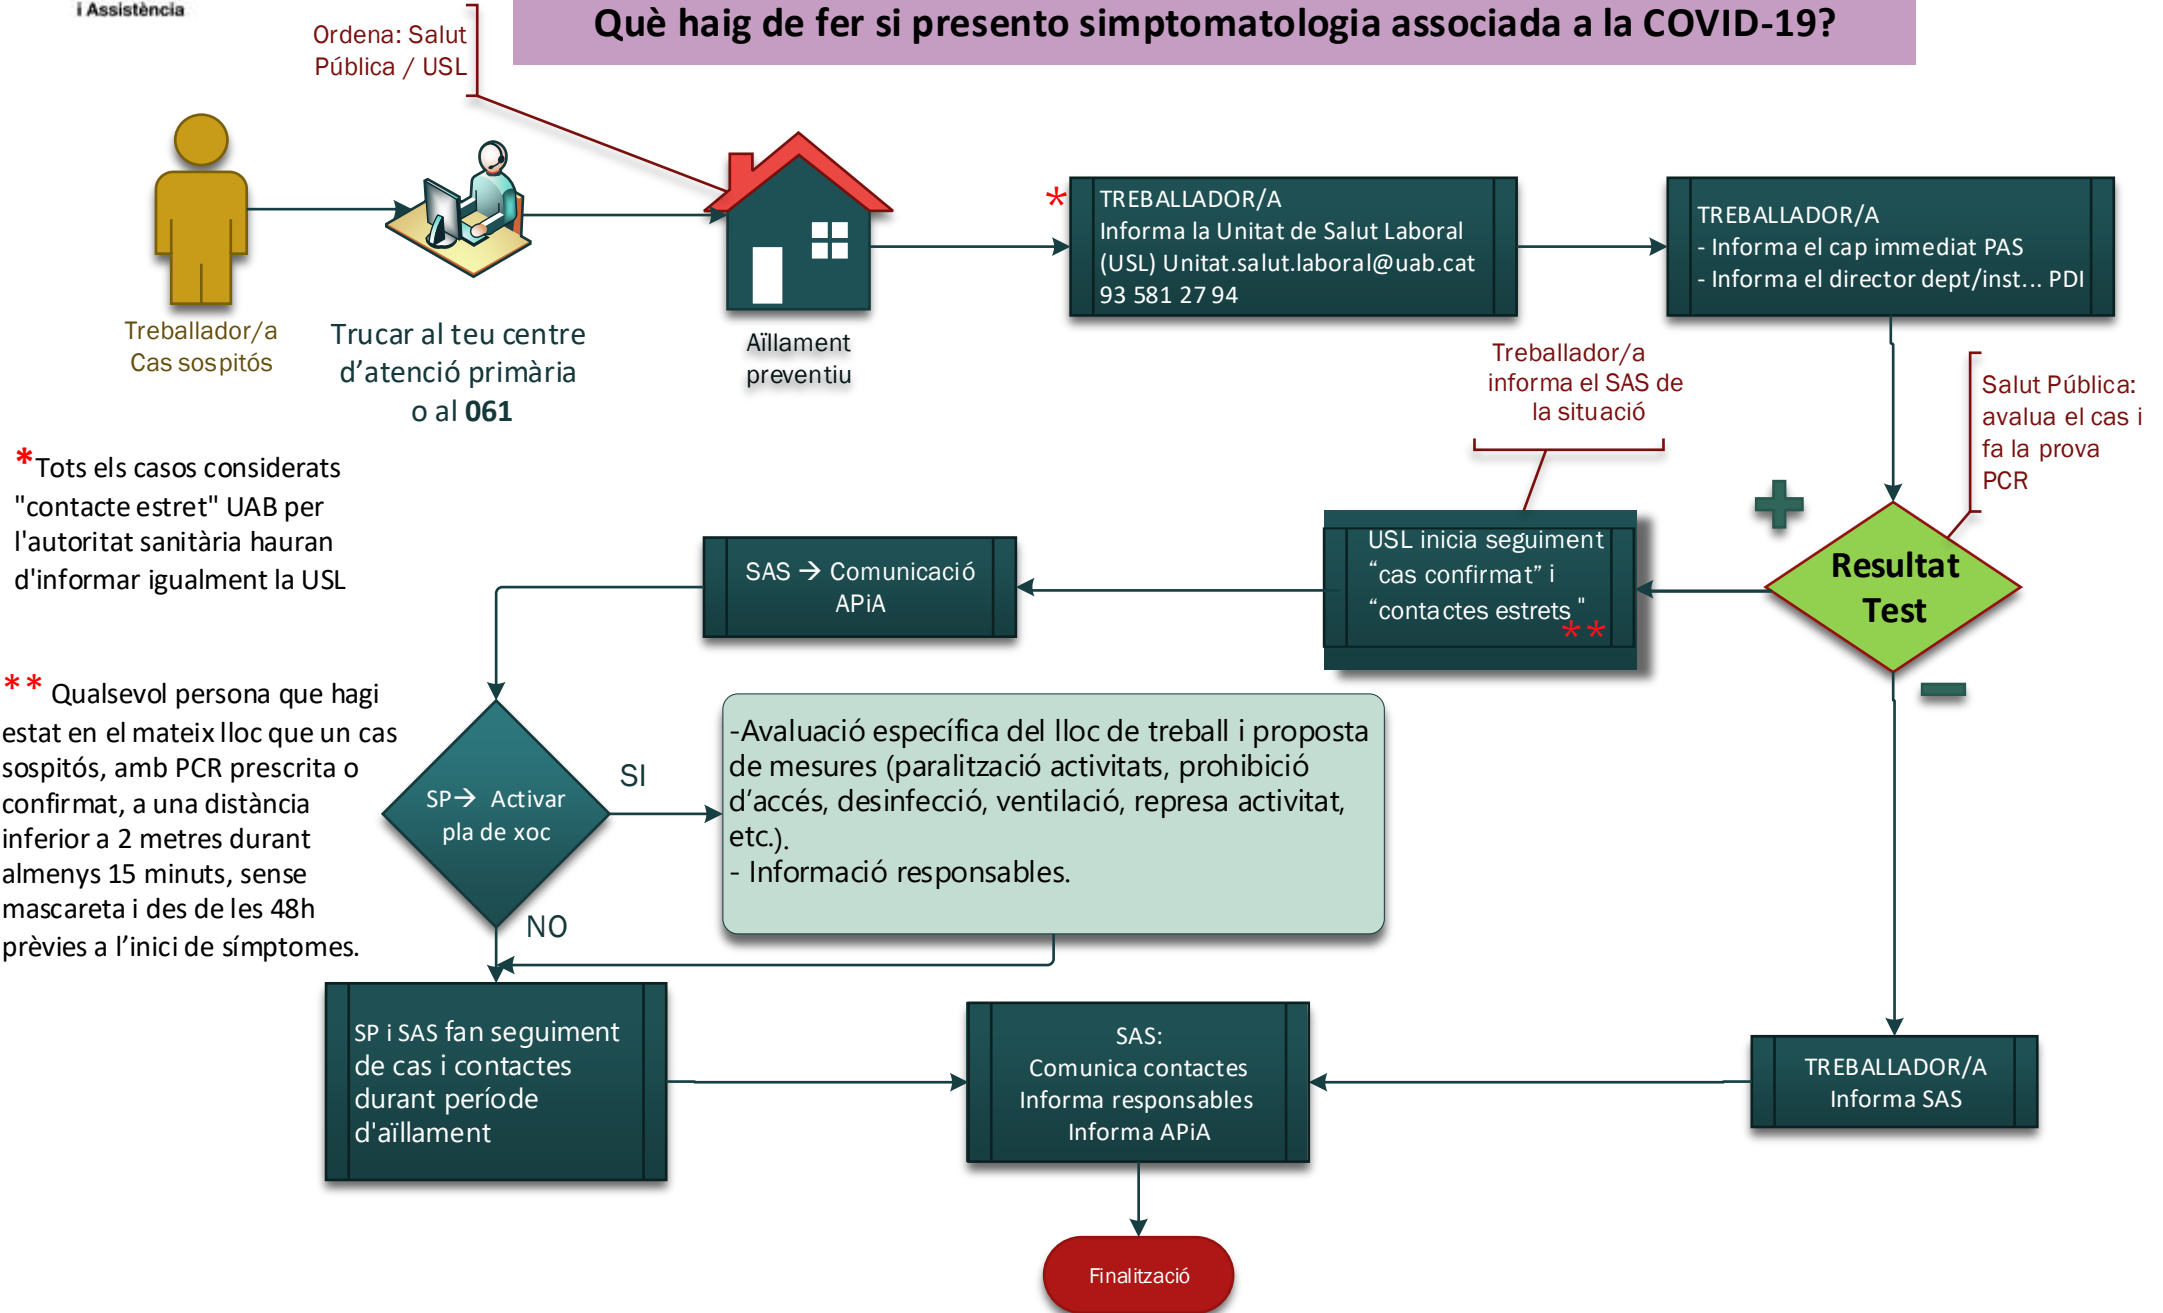 i Assistència
Què haig de fer si presento simptomatologia associada a la COVID-19?
Ordena: Salut
Pública / USL
Treballador/a
Cas sospitós
Trucar al teu centre
d’atenció primària
o al 061
Aïllament
preventiu
*
TREBALLADOR/A
Informa la Unitat de Salut Laboral
(USL) Unitat.salut.laboral@uab.cat
93 581 27 94
TREBALLADOR/A
- Informa el cap immediat PAS
- Informa el director dept/inst... PDI
Treballador/a
informa el SAS de
la situació
Salut Pública:
avalua el cas i
fa la prova
PCR
*Tots els casos considerats
"contacte estret" UAB per
l'autoritat sanitària hauran
d'informar igualment la USL
Resultat
Test
USL inicia seguiment
“cas confirmat” i
“contactes estrets "
**
SAS → Comunicació
APiA
** Qualsevol persona que hagi
estat en el mateix lloc que un cas
sospitós, amb PCR prescrita o
confirmat, a una distància
inferior a 2 metres durant
almenys 15 minuts, sense
mascareta i des de les 48h
prèvies a l’inici de símptomes.
SP→ Activar
pla de xoc
SI
-Avaluació específica del lloc de treball i proposta
de mesures (paralització activitats, prohibició
d’accés, desinfecció, ventilació, represa activitat,
etc.).
- Informació responsables.
NO
SP i SAS fan seguiment
de cas i contactes
durant període
d'aïllament
SAS:
Comunica contactes
Informa responsables
Informa APiA
TREBALLADOR/A
Informa SAS
Finalització